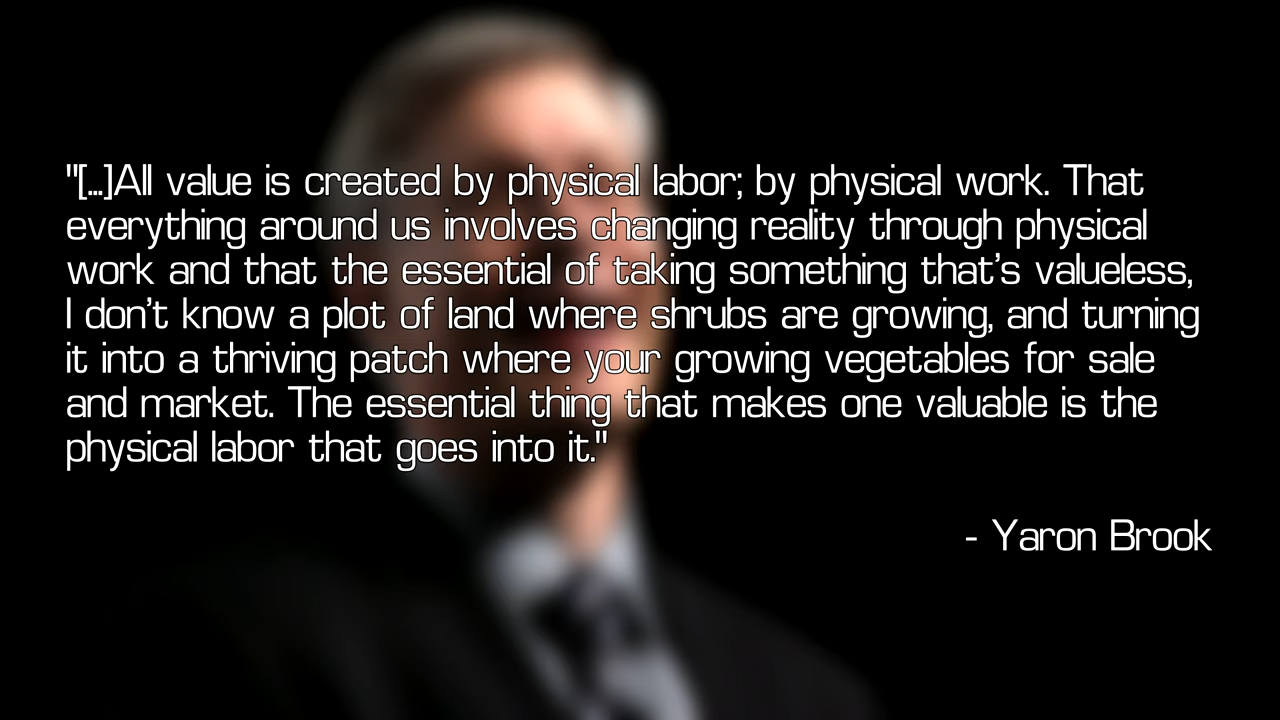 "[...]All value is created by physical labor; by physical work. That
everything around us involves changing reality through physical
work and that the essential of taking something that's valueless,
I don't know a plot of land where shrubs are growing, and turning
it into a thriving patch where your growing vegetables for sale
and market. The essential thing that makes one valuable is the
physical labor that goes into it."
- Yaron Brook